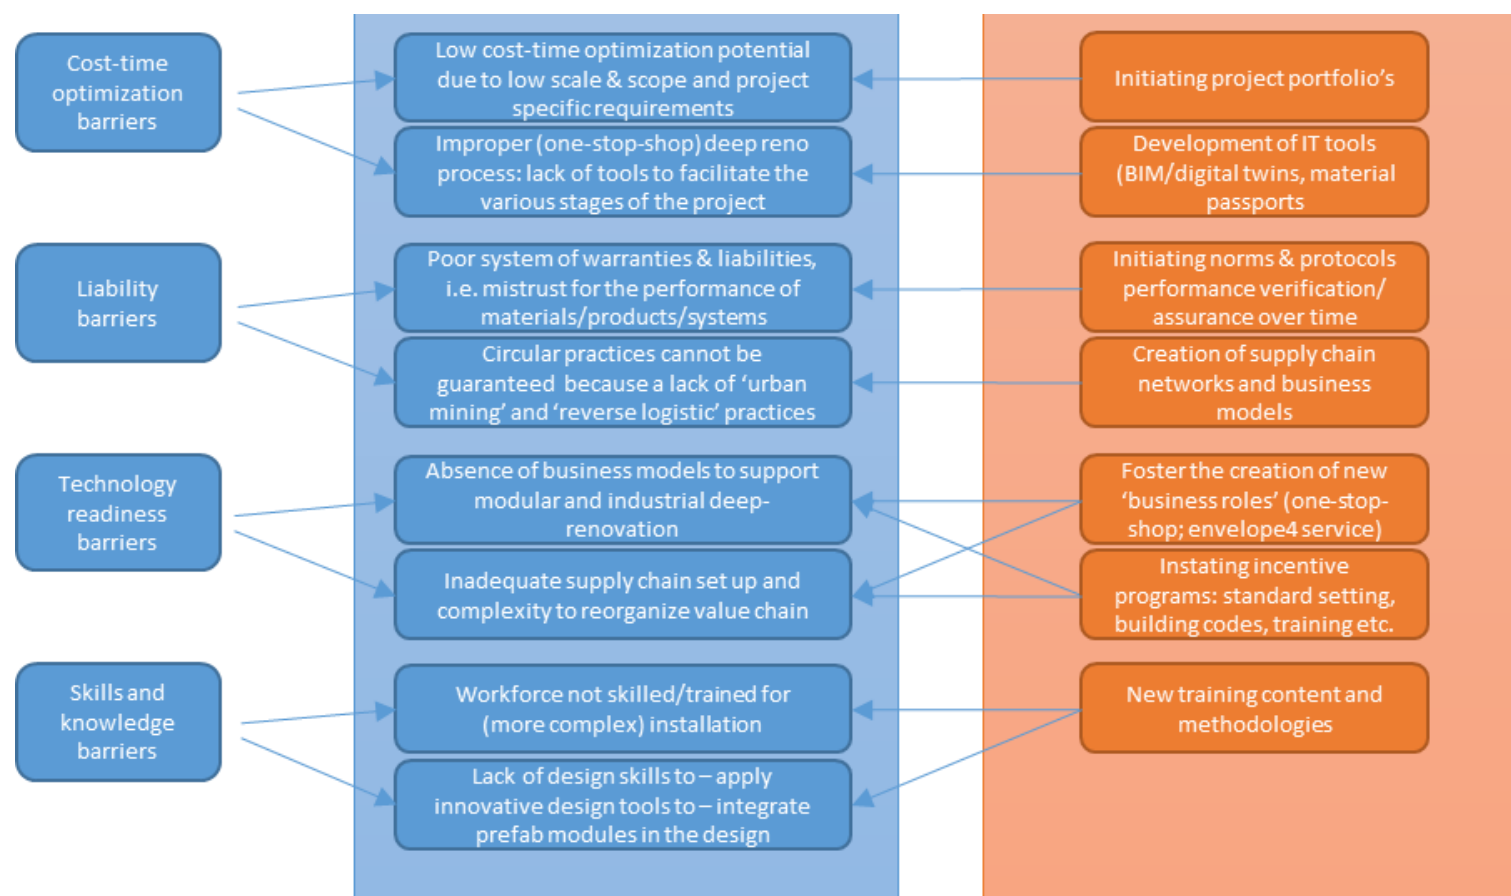 Cost-time
optimization
barriers
Low cost-time optimization potential
due to low scale & scope and project
specific requirements
Initiating project portfolio's
Improper (one-stop-shop) deep reno
process: lack of tools to facilitate the
various stages of the project
Development of IT tools
(BIM/digital twins, material
passports
Liability
barriers
Poor system of warranties & liabilities,
i.e. mistrust for the performance of
materials/products/systems
Initiating norms & protocols
performance verification/
assurance over time
Circular practices cannot be
guaranteed because a lack of ‘urban
mining’ and ‘reverse logistic’ practices
Creation of supply chain
networks and business
models
Technology
readiness
barriers
Absence of business models to support
modular and industrial deep-
renovation
Foster the creation of new
‘business roles’ (one-stop-
shop; envelope4 service)
Inadequate supply chain set up and
complexity to reorganize value chain
Instating incentive
programs: standard setting,
building codes, training etc.
Skills and
knowledge
barriers
Workforce not skilled/trained for
(more complex) installation
New training content and
methodologies
Lack of design skills to – apply
innovative design tools to – integrate
prefab modules in the design